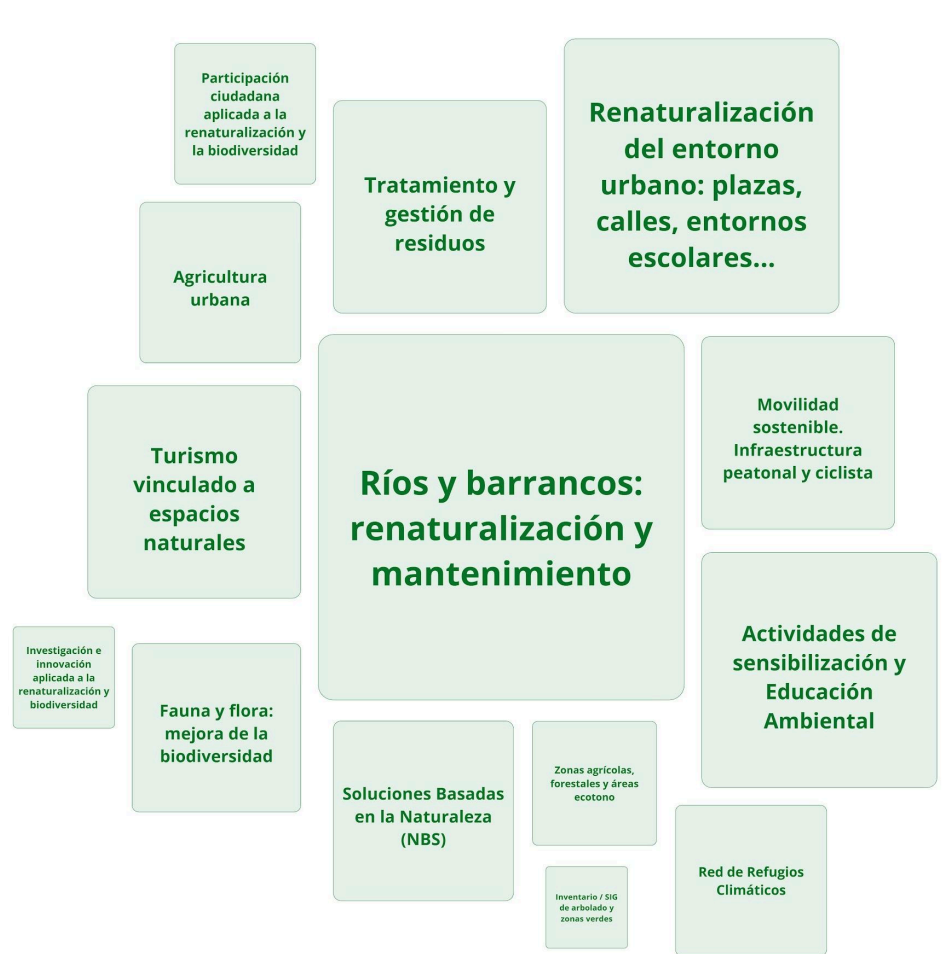 Participación
ciudadana
aplicada a la
renaturalización y
la biodiversidad
Tratamiento y
gestión de
residuos
Renaturalización
del entorno
urbano: plazas,
calles, entornos
escolares...
Agricultura
urbana
Turismo
vinculado a
espacios
naturales
Ríos y barrancos:
renaturalización y
mantenimiento
Movilidad
sostenible.
Infraestructura
peatonal y ciclista
Actividades de
sensibilización y
Educación
Ambiental
Investigación e
innovación
aplicada a la
renaturalización y
biodiversidad
Fauna y flora:
mejora de la
biodiversidad
Soluciones Basadas
en la Naturaleza
(NBS)
Zonas agrícolas,
forestales y áreas
ecotono
Inventario / SIG
de arbolado y
zonas verdes
Red de Refugios
Climáticos